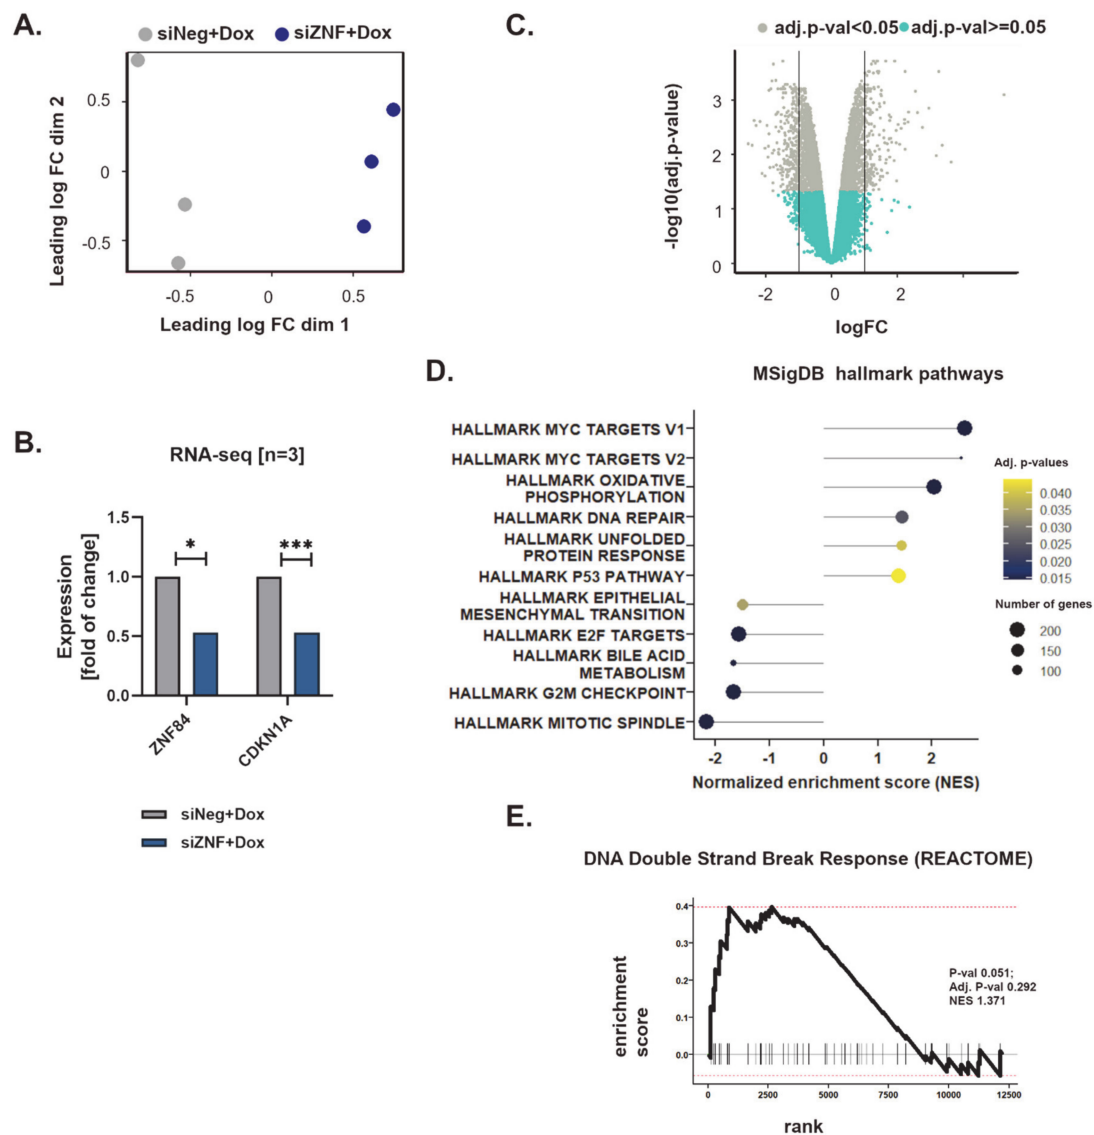 A.
siNeg+Dox siZNF+Dox
Leading log FC dim 2
0.5
0
-0.5
-0.5 0 0.5
Leading log FC dim 1
B.
RNA-seq [n=3]
Expression
[fold of change]
1.5
1.0
0.5
0.0
* ***
ZNF84 CDKN1A
siNeg+Dox
siZNF+Dox
C.
adj.p-val<0.05 adj.p-val>=0.05
-log10(adj.p-value)
3
2
1
0
-2 0 2
logFC
D.
MSigDB hallmark pathways
HALLMARK MYC TARGETS V1
HALLMARK MYC TARGETS V2
HALLMARK OXIDATIVE
PHOSPHORYLATION
HALLMARK DNA REPAIR
HALLMARK UNFOLDED
PROTEIN RESPONSE
HALLMARK P53 PATHWAY
HALLMARK EPITHELIAL
MESENCHYMAL TRANSITION
HALLMARK E2F TARGETS
HALLMARK BILE ACID
METABOLISM
HALLMARK G2M CHECKPOINT
HALLMARK MITOTIC SPINDLE
-2 -1 0 1 2
Normalized enrichment score (NES)
Adj. p-values
0.040
0.035
0.030
0.025
0.020
0.015
Number of genes
200
150
100
E.
DNA Double Strand Break Response (REACTOME)
enrichment
score
0.4
0.3
0.2
0.1
0.0
P-val 0.051;
Adj. P-val 0.292
NES 1.371
0 2500 5000 7500 10000 12500
rank